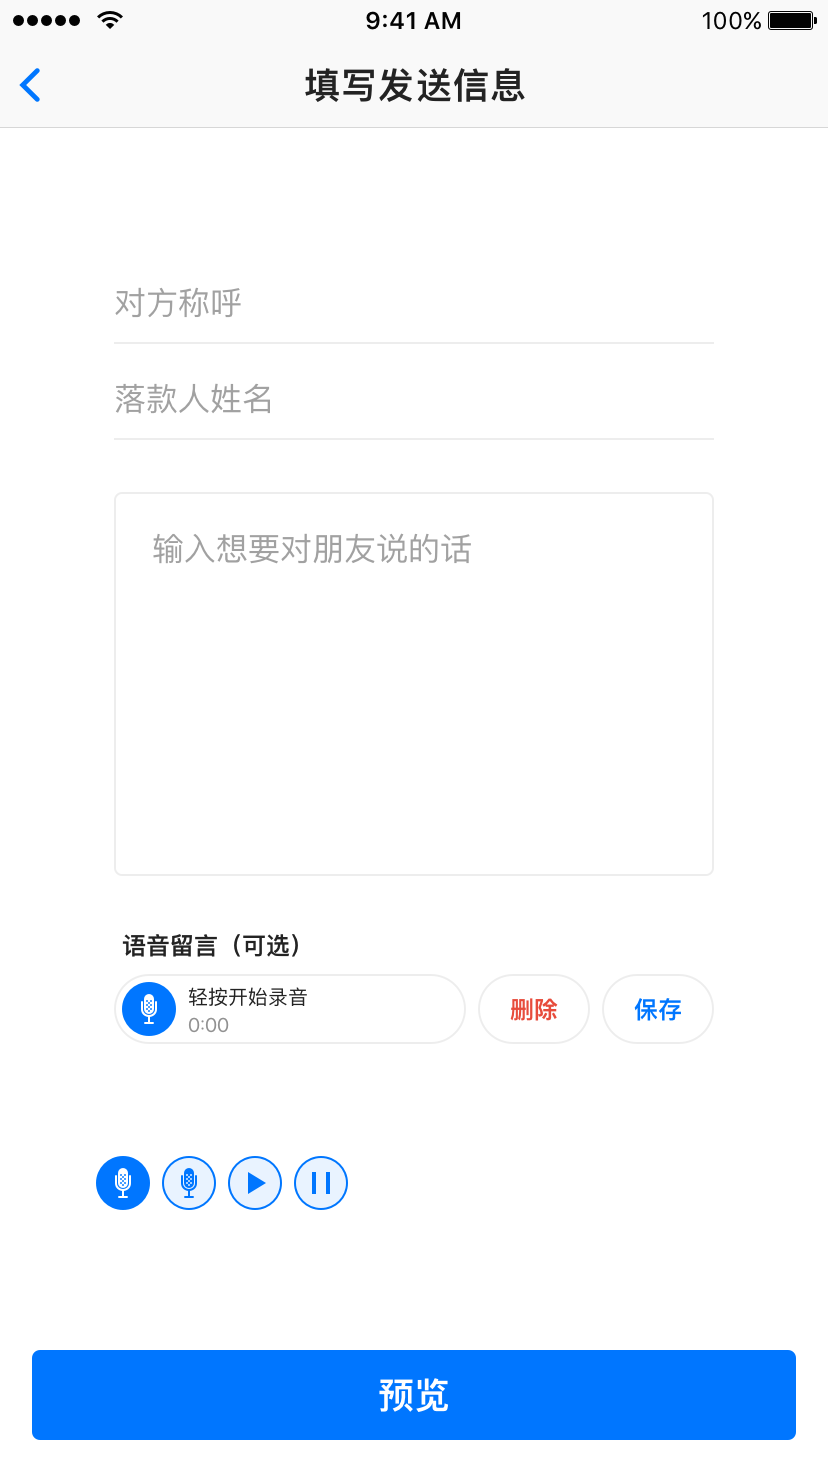 9:41 AM
100%
填写发送信息
对方称呼
落款人姓名
输入想要对朋友说的话
语音留言（可选）
轻按开始录音
0:00
删除
保存
预览